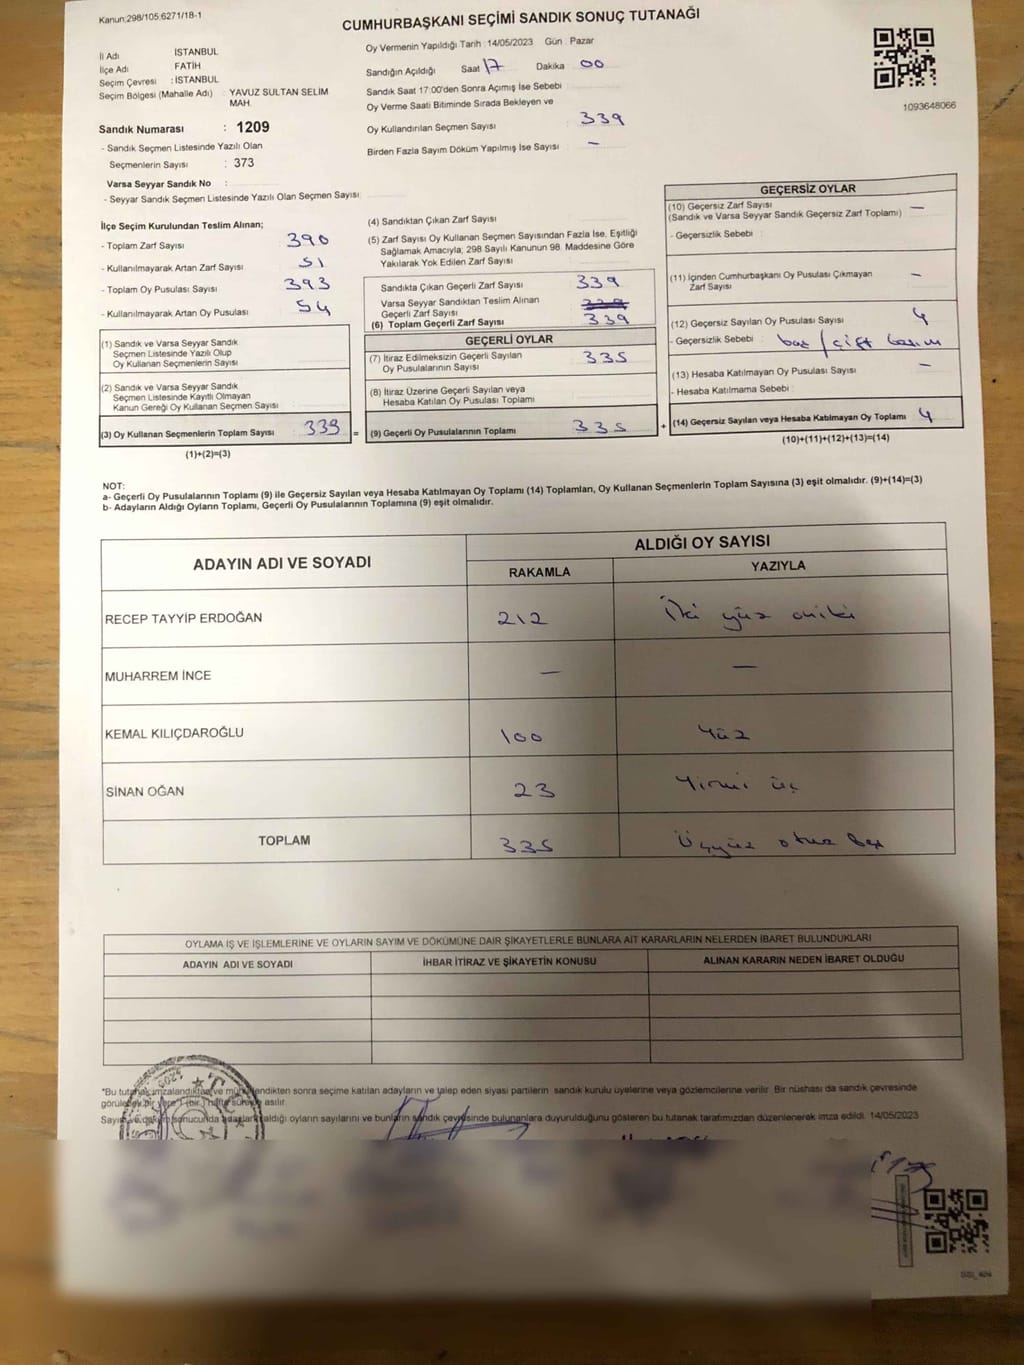 Kanun:298/105;6271/18-1
CUMHURBAŞKANI SEÇİMİ SANDIK SONUÇ TUTANAĞI
İl Adı İSTANBUL
İlçe Adı FATİH
Seçim Çevresi : İSTANBUL
Seçim Bölgesi (Mahalle Adı) : YAVUZ SULTAN SELİM MAH.
Sandık Numarası : 1209
- Sandık Seçmen Listesinde Yazılı Olan
Seçmenlerin Sayısı : 373
Varsa Seyyar Sandık No :
- Seyyar Sandık Seçmen Listesinde Yazılı Olan Seçmen Sayısı
Oy Vermenin Yapıldığı Tarih : 14/05/2023 Gün : Pazar
Sandığın Açıldığı Saat 17 Dakika 00
Sandık Saat 17:00'den Sonra Açımış İse Sebebi
Oy Verme Saati Bitiminde Sırada Bekleyen ve
Oy Kullandırılan Seçmen Sayısı : 339
Birden Fazla Sayım Döküm Yapılmış İse Sayısı : –
1093648066
İlçe Seçim Kurulundan Teslim Alınan;
- Toplam Zarf Sayısı 390
- Kullanılmayarak Artan Zarf Sayısı 51
- Toplam Oy Pusulası Sayısı 393
- Kullanılmayarak Artan Oy Pusulası 54
(1) Sandık ve Varsa Seyyar Sandık
Seçmen Listesinde Yazılı Olup
Oy Kullanan Seçmenlerin Sayısı
(2) Sandık ve Varsa Seyyar Sandık
Seçmen Listesinde Kayıtlı Olmayan
Kanun Gereği Oy Kullanan Seçmen Sayısı
(3) Oy Kullanan Seçmenlerin Toplam Sayısı 339 =
(1)+(2)=(3)
(4) Sandıktan Çıkan Zarf Sayısı
(5) Zarf Sayısı Oy Kullanan Seçmen Sayısından Fazla İse, Eşitliği
Sağlamak Amacıyla; 298 Sayılı Kanunun 98. Maddesine Göre
Yakılarak Yok Edilen Zarf Sayısı
Sandıkta Çıkan Geçerli Zarf Sayısı : 339
Varsa Seyyar Sandıktan Teslim Alınan
Geçerli Zarf Sayısı
(6) Toplam Geçerli Zarf Sayısı 339
GEÇERLİ OYLAR
(7) İtiraz Edilmeksizin Geçerli Sayılan
Oy Pusulalarının Sayısı : 335
(8) İtiraz Üzerine Geçerli Sayılan veya
Hesaba Katılan Oy Pusulası Toplamı
(9) Geçerli Oy Pusulalarının Toplamı 335 +
GEÇERSİZ OYLAR
(10) Geçersiz Zarf Sayısı
(Sandık ve Varsa Seyyar Sandık Geçersiz Zarf Toplamı) –
- Geçersizlik Sebebi :
(11) İçinden Cumhurbaşkanı Oy Pusulası Çıkmayan
Zarf Sayısı –
(12) Geçersiz Sayılan Oy Pusulası Sayısı 4
- Geçersizlik Sebebi : boş / çift basım
(13) Hesaba Katılmayan Oy Pusulası Sayısı –
- Hesaba Katılmama Sebebi :
(14) Geçersiz Sayılan veya Hesaba Katılmayan Oy Toplamı 4
(10)+(11)+(12)+(13)=(14)
NOT:
a- Geçerli Oy Pusulalarının Toplamı (9) ile Geçersiz Sayılan veya Hesaba Katılmayan Oy Toplamı (14) Toplamları, Oy Kullanan Seçmenlerin Toplam Sayısına (3) eşit olmalıdır. (9)+(14)=(3)
b- Adayların Aldığı Oyların Toplamı, Geçerli Oy Pusulalarının Toplamına (9) eşit olmalıdır.
ADAYIN ADI VE SOYADI ALDIĞI OY SAYISI
RAKAMLA YAZIYLA
RECEP TAYYİP ERDOĞAN 212 İki yüz oniki
MUHARREM İNCE – –
KEMAL KILIÇDAROĞLU 100 Yüz
SİNAN OĞAN 23 Yirmi üç
TOPLAM 335 Üçyüz otuz beş
OYLAMA İŞ VE İŞLEMLERİNE VE OYLARIN SAYIM VE DÖKÜMÜNE DAİR ŞİKAYETLERLE BUNLARA AİT KARARLARIN NELERDEN İBARET BULUNDUKLARI
ADAYIN ADI VE SOYADI İHBAR İTİRAZ VE ŞİKAYETİN KONUSU ALINAN KARARIN NEDEN İBARET OLDUĞU
*Bu tutanak imzalandıktan ve mühürlendikten sonra seçime katılan adayların ve talep eden siyasi partilerin sandık kurulu üyelerine veya gözlemcilerine verilir. Bir nüshası da sandık çevresinde
görülecek bir yere 1 (bir) hafta süreyle asılır.
Sayım ve döküm sonucunda adayların aldığı oyların sayılarını ve bunların sandık çevresinde bulunanlara duyurulduğunu gösteren bu tutanak tarafımızdan düzenlenerek imza edildi. 14/05/2023